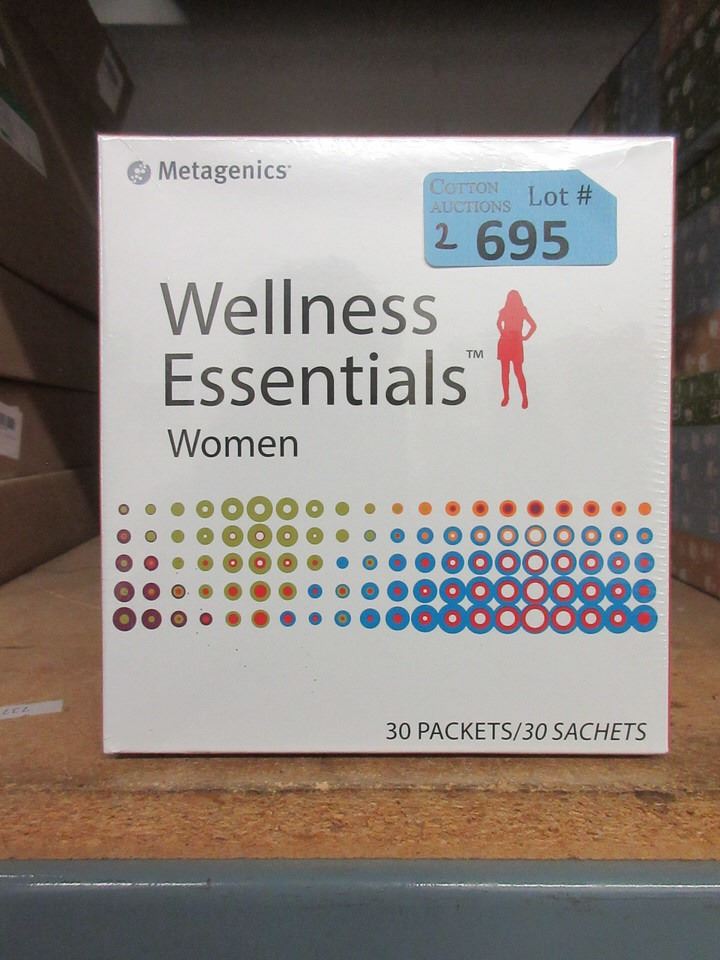 Metagenics
COTTON
AUCTIONS
Lot #
2 695
Wellness
Essentials™
Women
30 PACKETS/30 SACHETS